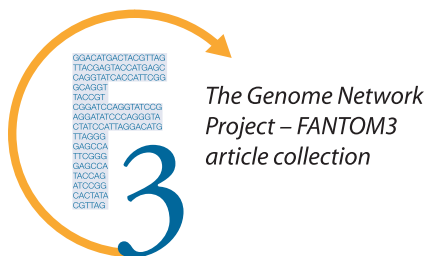 GGACATGACTACGTTAG
TTACGAGTACCATGAGC
CAGGTATCACCATTCGG
GCAGGT
TACCGT
CGGATCCAGGTATCCG
AGGATATCCCAGGGTA
CTATCCATTAGGACATG
TTAGGG
GAGCCA
TTCGGG
GAGCCA
TACCAG
ATCCGG
CACTATA
CGTTAG
3
The Genome Network
Project – FANTOM3
article collection